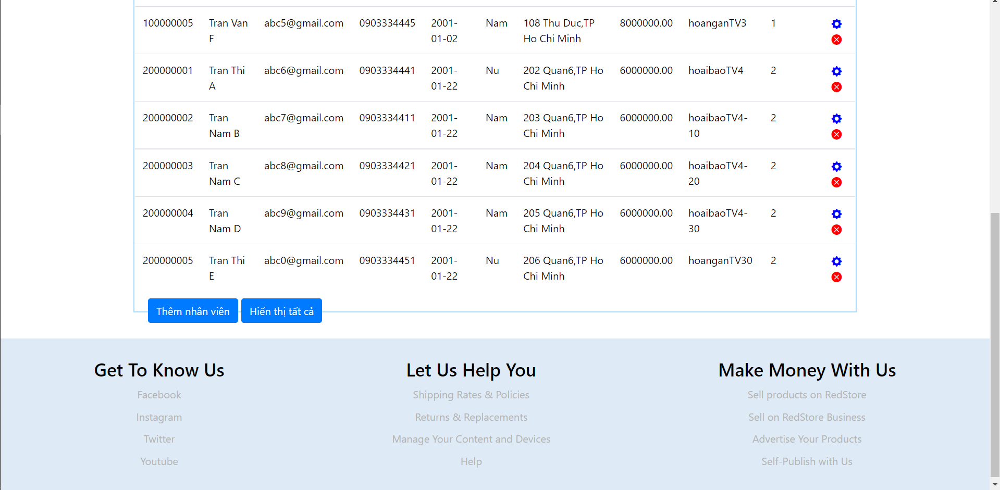 100000005 Tran Van abc5@gmail.com 0903334445 2001- Nam 108 Thu Duc,TP 8000000.00 hoanganTV3 1
F 01-02 Ho Chi Minh
200000001 Tran Thi abc6@gmail.com 0903334441 2001- Nu 202 Quan6,TP Ho 6000000.00 hoaibaoTV4 2
A 01-22 Chi Minh
200000002 Tran abc7@gmail.com 0903334411 2001- Nam 203 Quan6,TP Ho 6000000.00 hoaibaoTV4- 2
Nam B 01-22 Chi Minh 10
200000003 Tran abc8@gmail.com 0903334421 2001- Nam 204 Quan6,TP Ho 6000000.00 hoaibaoTV4- 2
Nam C 01-22 Chi Minh 20
200000004 Tran abc9@gmail.com 0903334431 2001- Nam 205 Quan6,TP Ho 6000000.00 hoaibaoTV4- 2
Nam D 01-22 Chi Minh 30
200000005 Tran Thi abc0@gmail.com 0903334451 2001- Nu 206 Quan6,TP Ho 6000000.00 hoanganTV30 2
E 01-22 Chi Minh
Thêm nhân viên Hiển thị tất cả
Get To Know Us Let Us Help You Make Money With Us
Facebook Shipping Rates & Policies Sell products on RedStore
Instagram Returns & Replacements Sell on RedStore Business
Twitter Manage Your Content and Devices Advertise Your Products
Youtube Help Self-Publish with Us